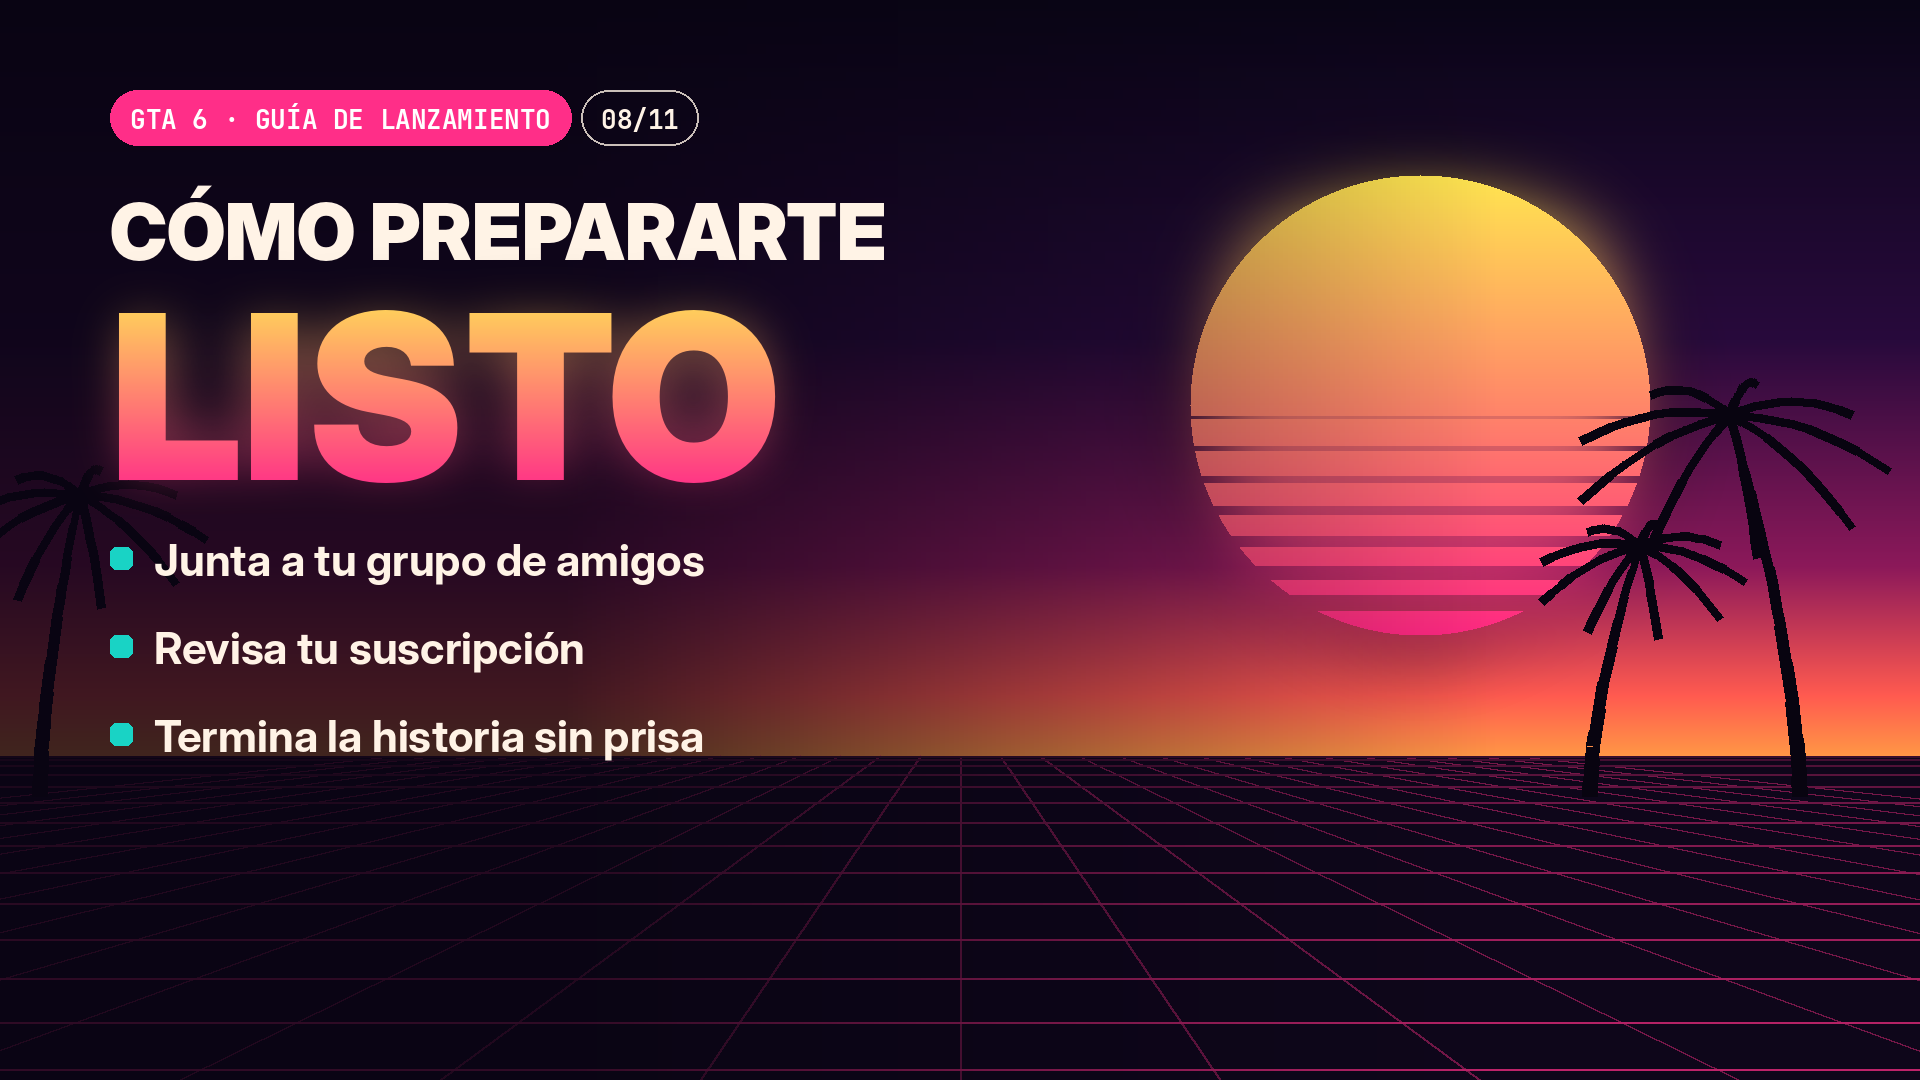 GTA 6 · GUÍA DE LANZAMIENTO 08/11
CÓMO PREPARARTE
LISTO
Junta a tu grupo de amigos
Revisa tu suscripción
Termina la historia sin prisa